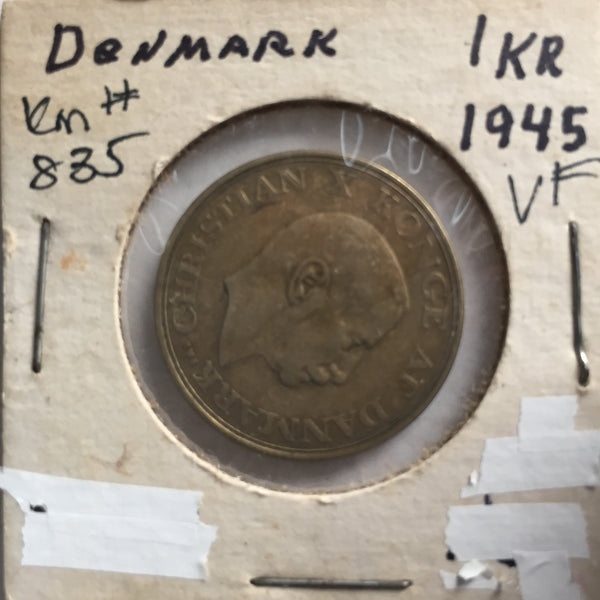 DENMARK
1 KR
Km #
835
1945
VF
CHRISTIAN X KONGE AF DANMARK